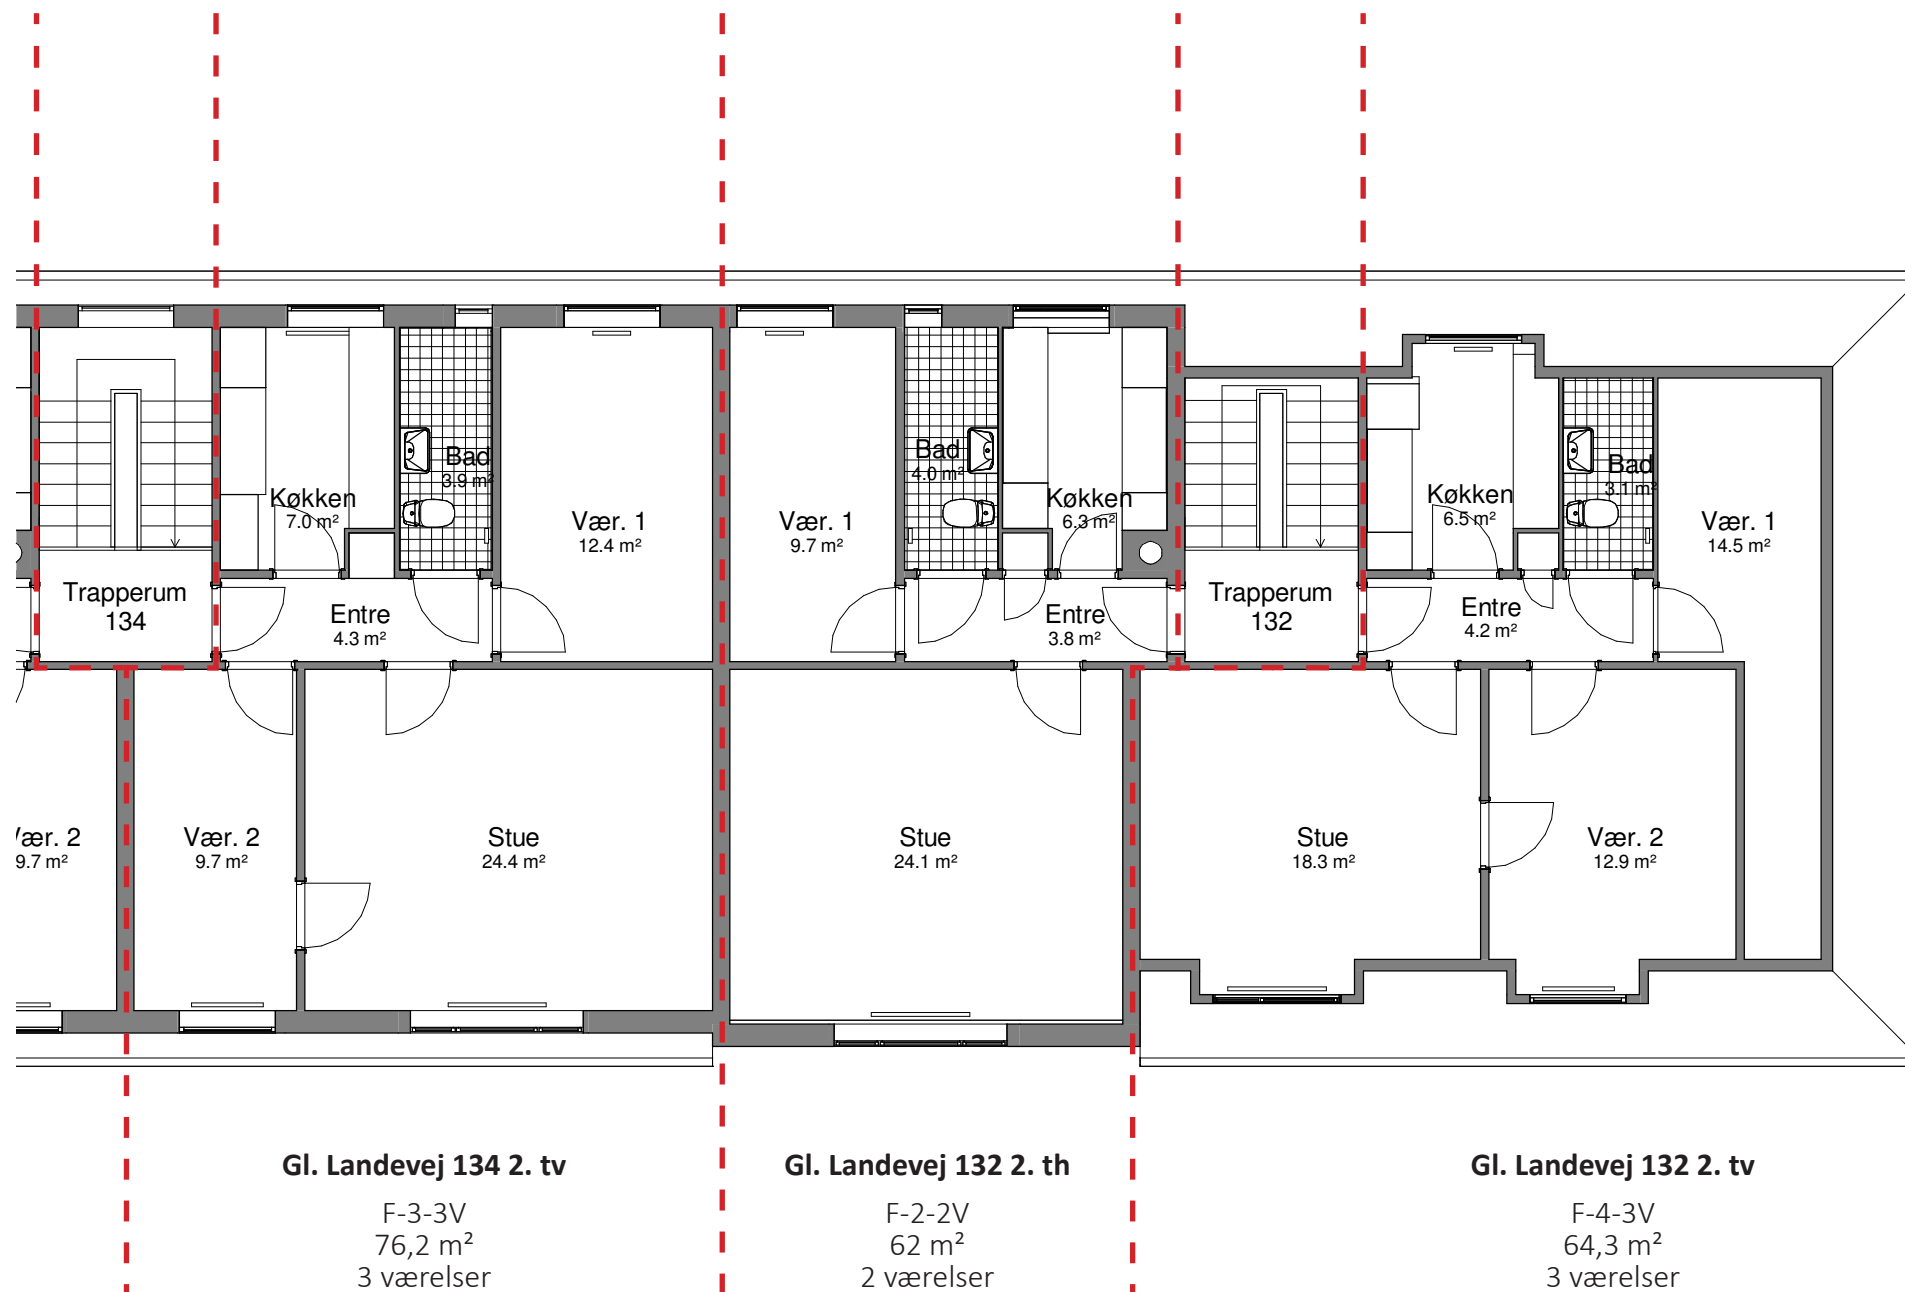 Køkken
7.0 m²
Bad
3.9 m²
Vær. 1
12.4 m²
Trapperum
134
Entre
4.3 m²
Vær. 1
9.7 m²
Bad
4.0 m²
Køkken
6.3 m²
Entre
3.8 m²
Trapperum
132
Køkken
6.5 m²
Bad
3.1 m²
Vær. 1
14.5 m²
Entre
4.2 m²
Vær. 2
9.7 m²
Vær. 2
9.7 m²
Stue
24.4 m²
Stue
24.1 m²
Stue
18.3 m²
Vær. 2
12.9 m²
Gl. Landevej 134 2. tv
F-3-3V
76,2 m²
3 værelser
Gl. Landevej 132 2. th
F-2-2V
62 m²
2 værelser
Gl. Landevej 132 2. tv
F-4-3V
64,3 m²
3 værelser